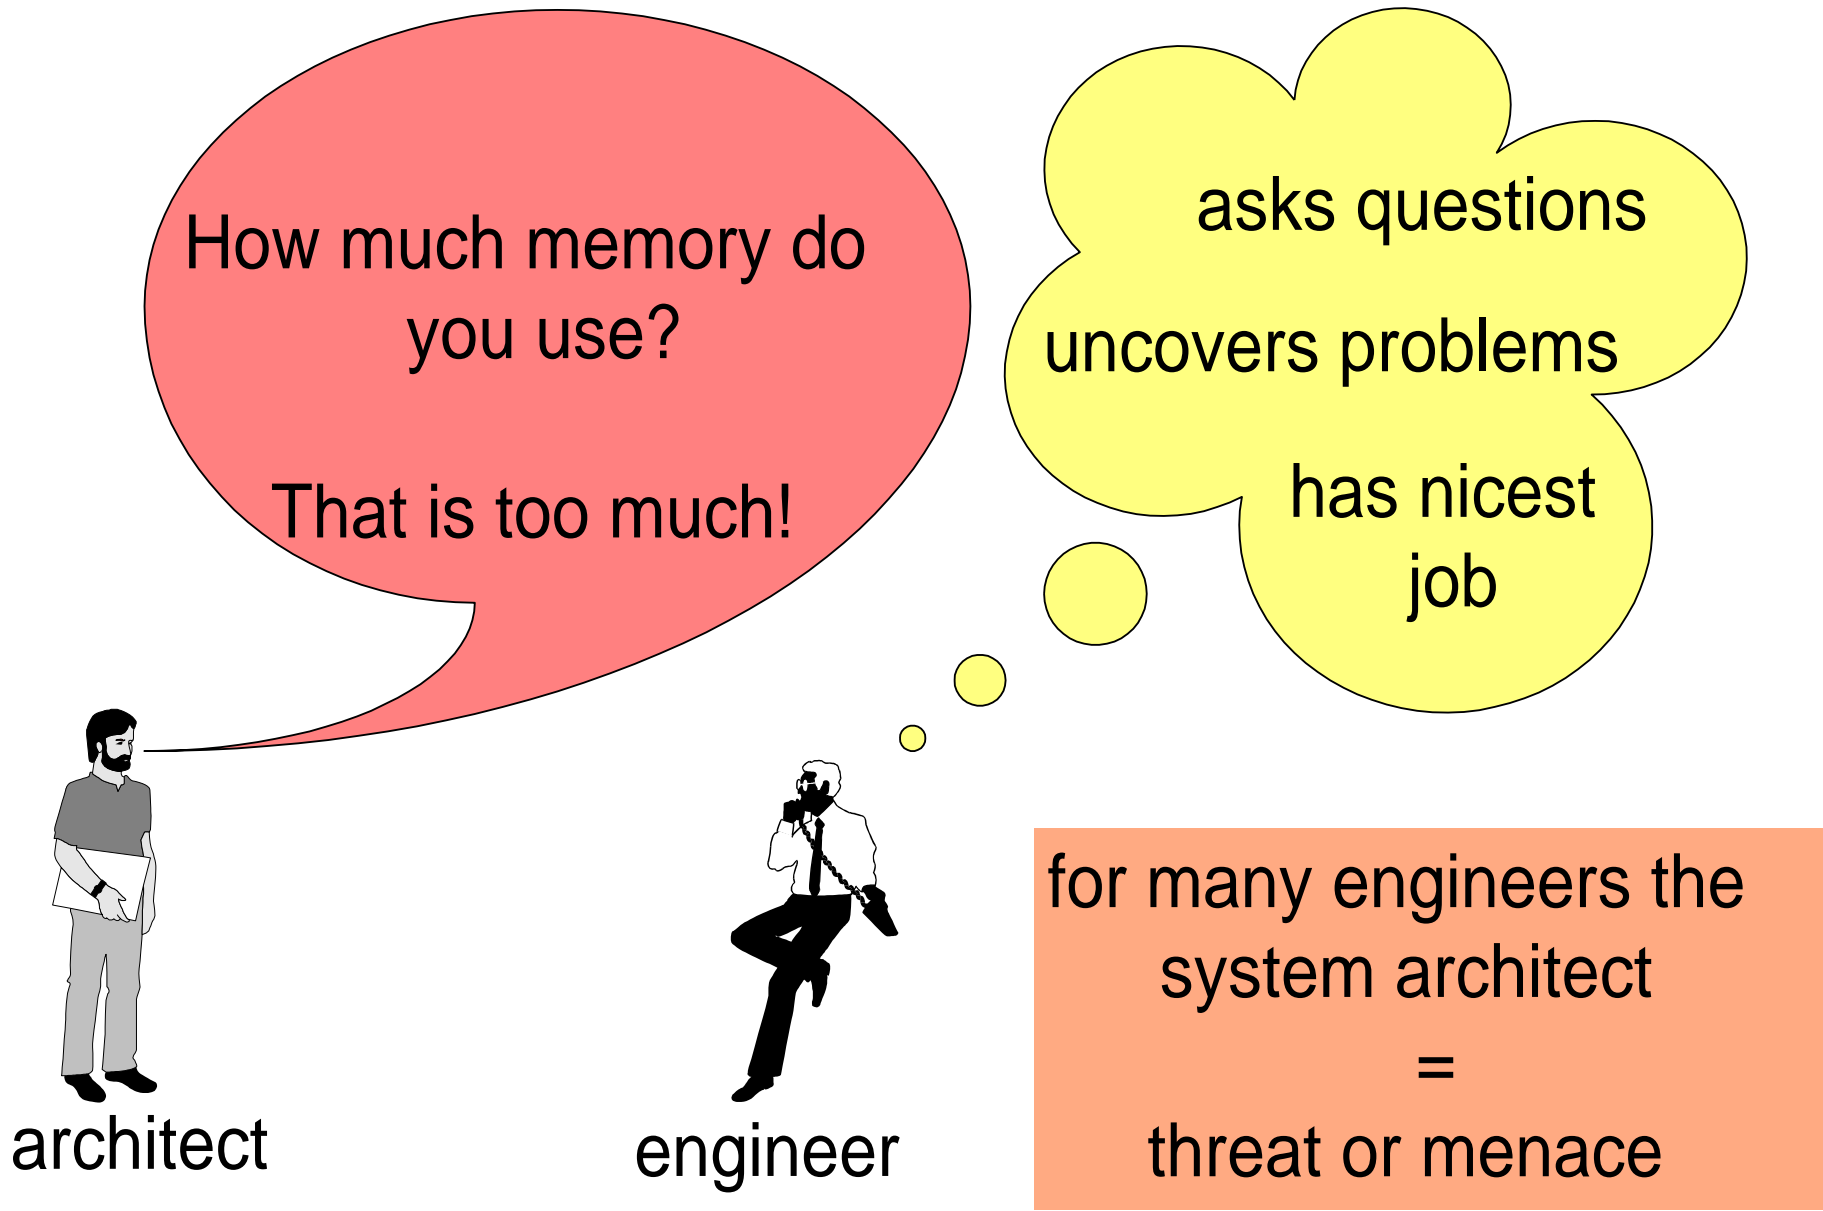 How much memory do
you use?
That is too much!
asks questions
uncovers problems
has nicest
job
architect
engineer
for many engineers the
system architect
=
threat or menace